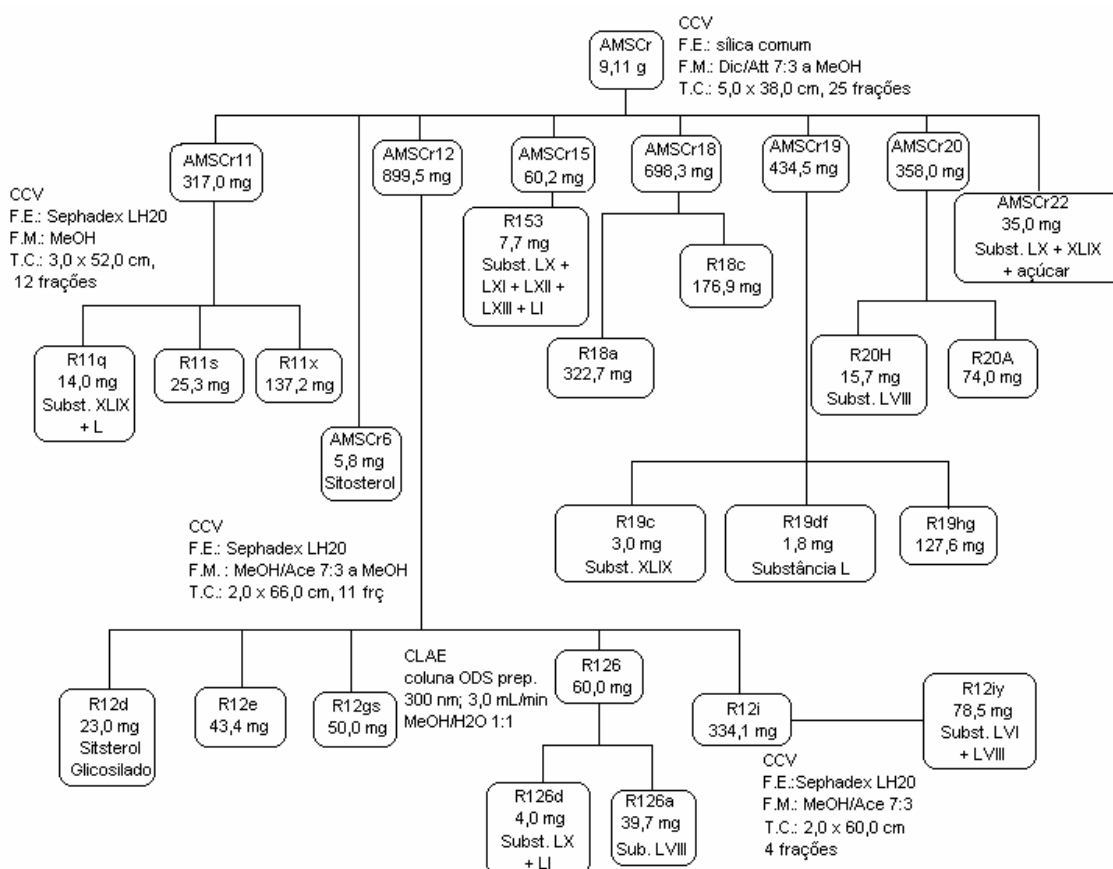 AMSCr
9,11 g
CCV
F.E.: sílica comum
F.M.: Dic/Att 7:3 a MeOH
T.C.: 5,0 x 38,0 cm, 25 frações
AMSCr11
317,0 mg
AMSCr12
899,5 mg
AMSCr15
60,2 mg
AMSCr18
698,3 mg
AMSCr19
434,5 mg
AMSCr20
358,0 mg
CCV
F.E.: Sephadex LH20
F.M.: MeOH
T.C.: 3,0 x 52,0 cm,
12 frações
R153
7,7 mg
Subst. LX +
LXI + LXII +
LXIII + LI
R18c
176,9 mg
AMSCr22
35,0 mg
Subst. LX + XLIX
+ açúcar
R11q
14,0 mg
Subst. XLIX
+ L
R11s
25,3 mg
R11x
137,2 mg
R18a
322,7 mg
R20H
15,7 mg
Subst. LVIII
R20A
74,0 mg
AMSCr6
5,8 mg
Sitosterol
R19c
3,0 mg
Subst. XLIX
R19df
1,8 mg
Substância L
R19hg
127,6 mg
CCV
F.E.: Sephadex LH20
F.M. : MeOH/Ace 7:3 a MeOH
T.C.: 2,0 x 66,0 cm, 11 frç
R12d
23,0 mg
Sitsterol
Glicosilado
R12e
43,4 mg
R12gs
50,0 mg
CLAE
coluna ODS prep.
300 nm; 3,0 mL/min
MeOH/H2O 1:1
R126
60,0 mg
R12i
334,1 mg
R12iy
78,5 mg
Subst. LVI
+ LVIII
R126d
4,0 mg
Subst. LX
+ LI
R126a
39,7 mg
Sub. LVIII
CCV
F.E.:Sephadex LH20
F.M.: MeOH/Ace 7:3
T.C.: 2,0 x 60,0 cm
4 frações